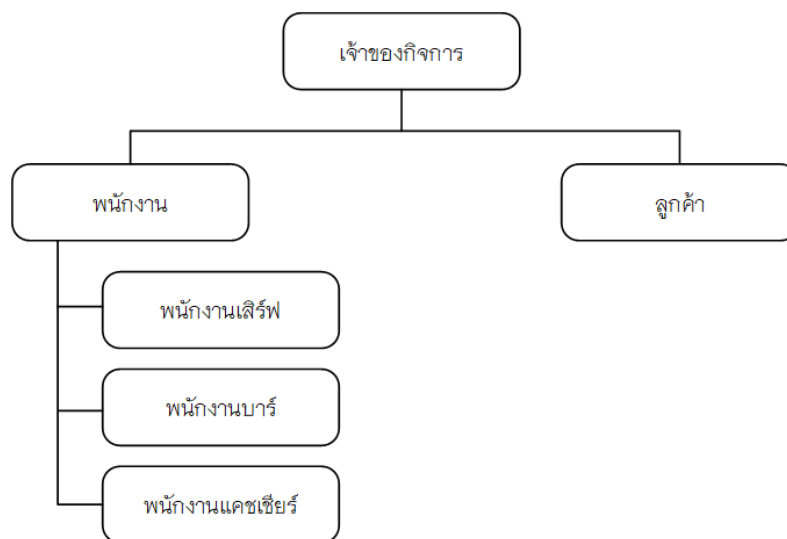 เจ้าของกิจการ
พนักงาน
ลูกค้า
พนักงานเสิร์ฟ
พนักงานบาร์
พนักงานแคชเชียร์